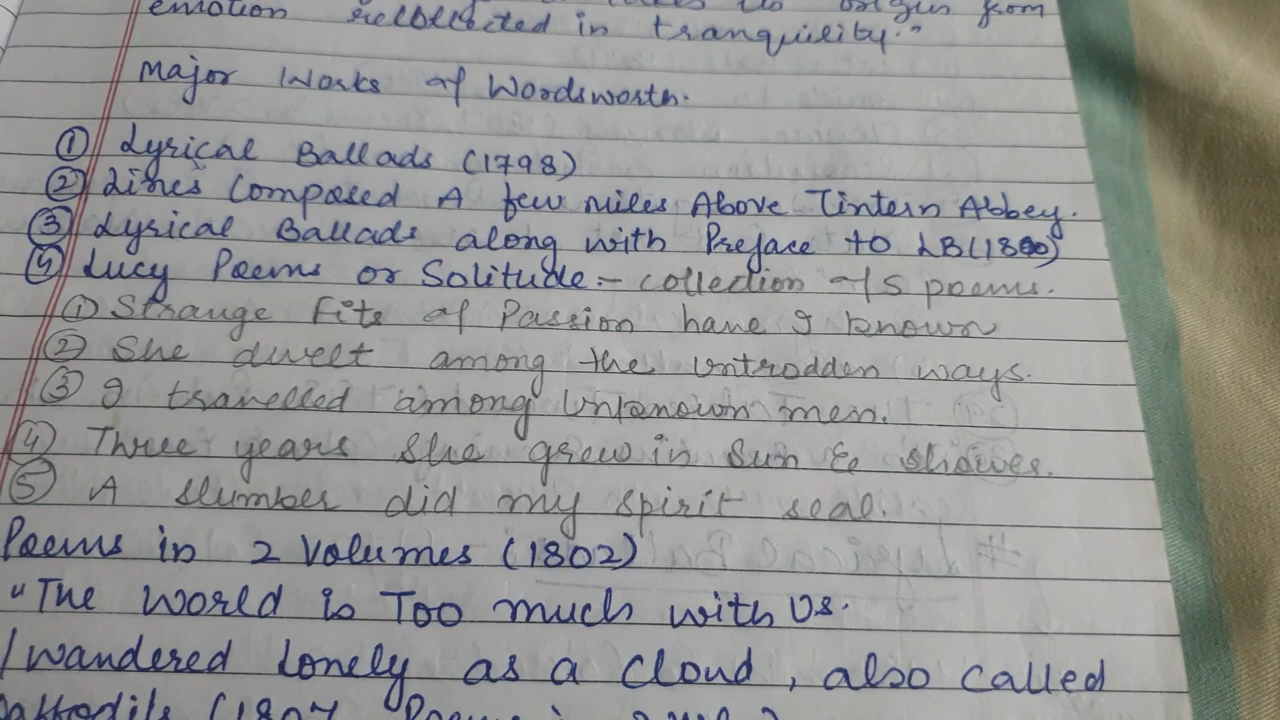 emotion recollected in tranquility."
Major Works of Wordsworth.
① Lyrical Ballads (1798)
② Lines Composed A few miles Above Tintern Abbey.
③ Lyrical Ballads along with Preface to LB(1800)
④ Lucy Poems or Solitude:- collection of 5 poems.
① Strange Fits of Passion have I known
② She dwelt among the untrodden ways.
③ I travelled among Unknown men.
④ Three years she grew in Sun & shower.
⑤ A slumber did my spirit seal.
Poems in 2 Volumes (1802)
"The World is Too much with Us.
I wandered lonely as a Cloud, also called
Daffodils (1807